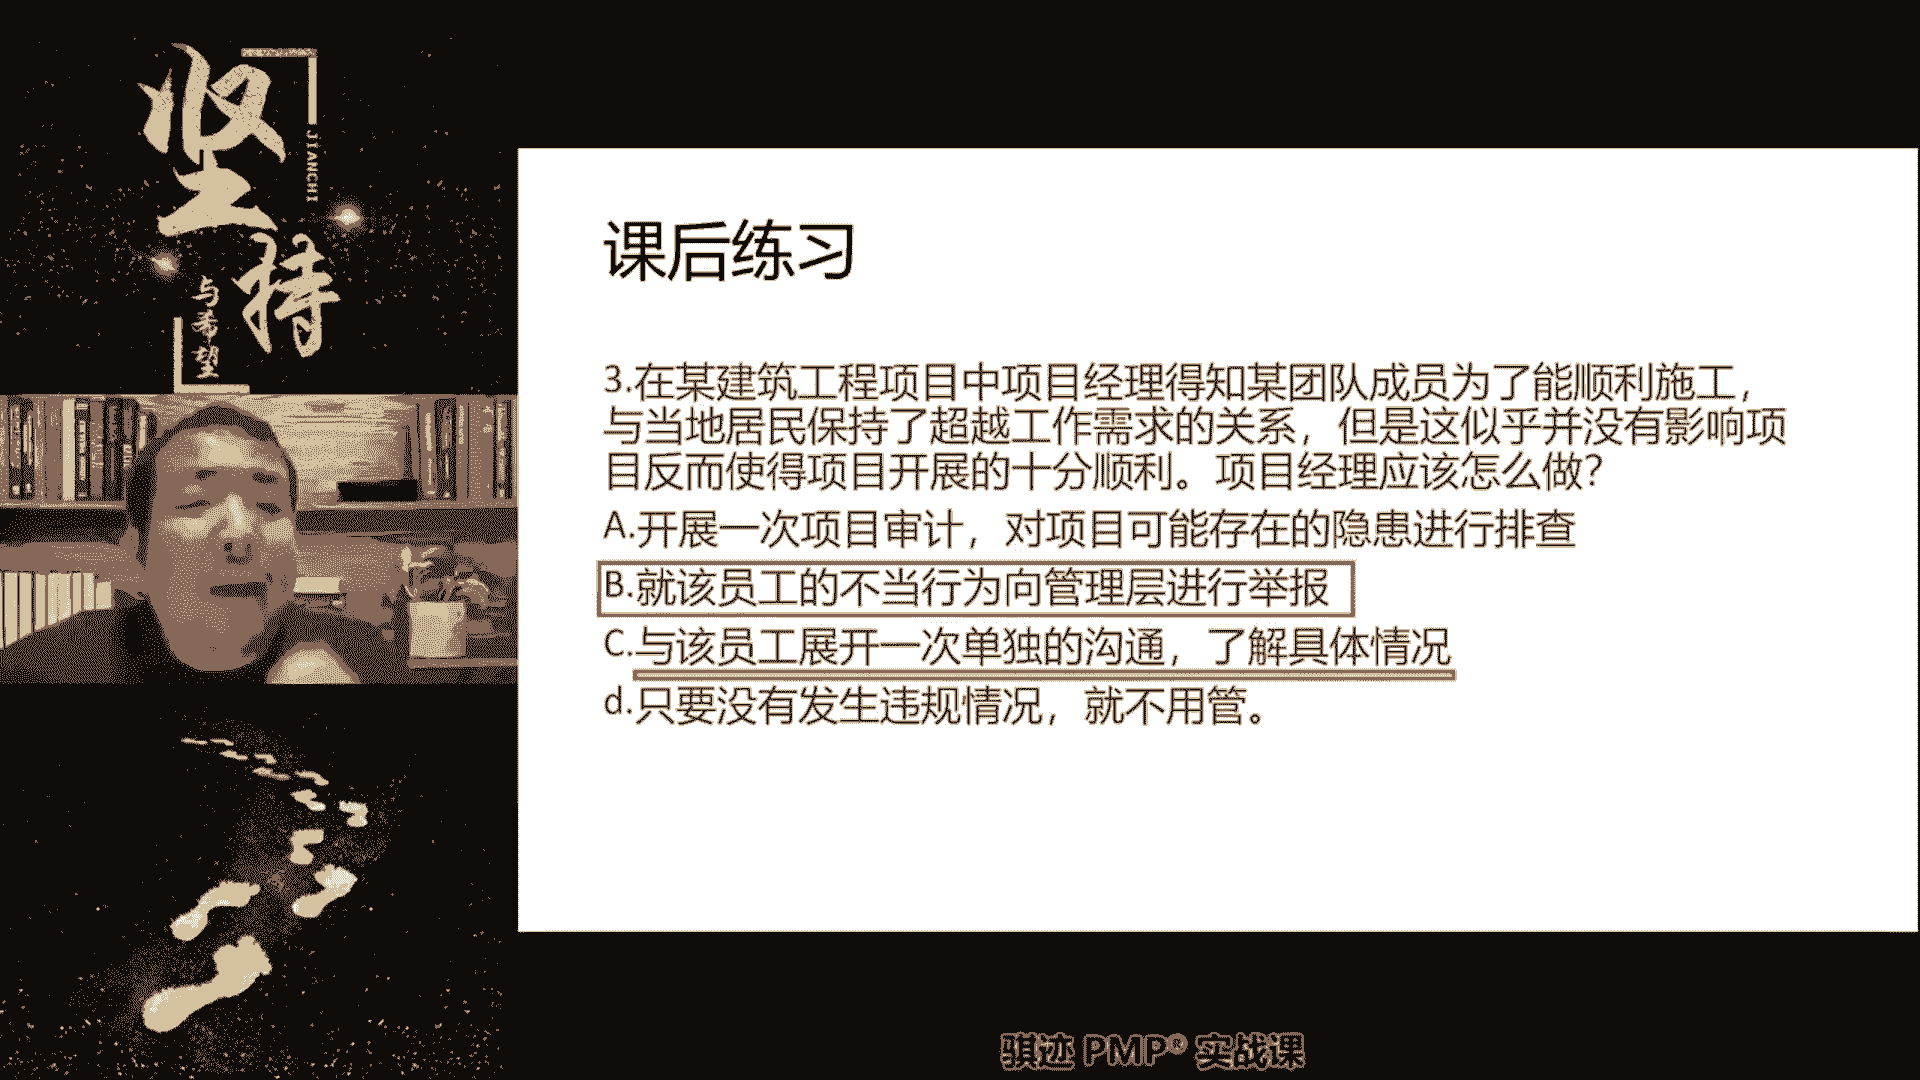 坚持
JIANCHI
与希望
课后练习
3.在某建筑工程项目中项目经理得知某团队成员为了能顺利施工，
与当地居民保持了超越工作需求的关系，但是这似乎并没有影响项
目反而使得项目开展的十分顺利。项目经理应该怎么做？
A.开展一次项目审计，对项目可能存在的隐患进行排查
B.就该员工的不当行为向管理层进行举报
C.与该员工展开一次单独的沟通，了解具体情况
d.只要没有发生违规情况，就不用管。
骐迹 PMP® 实战课